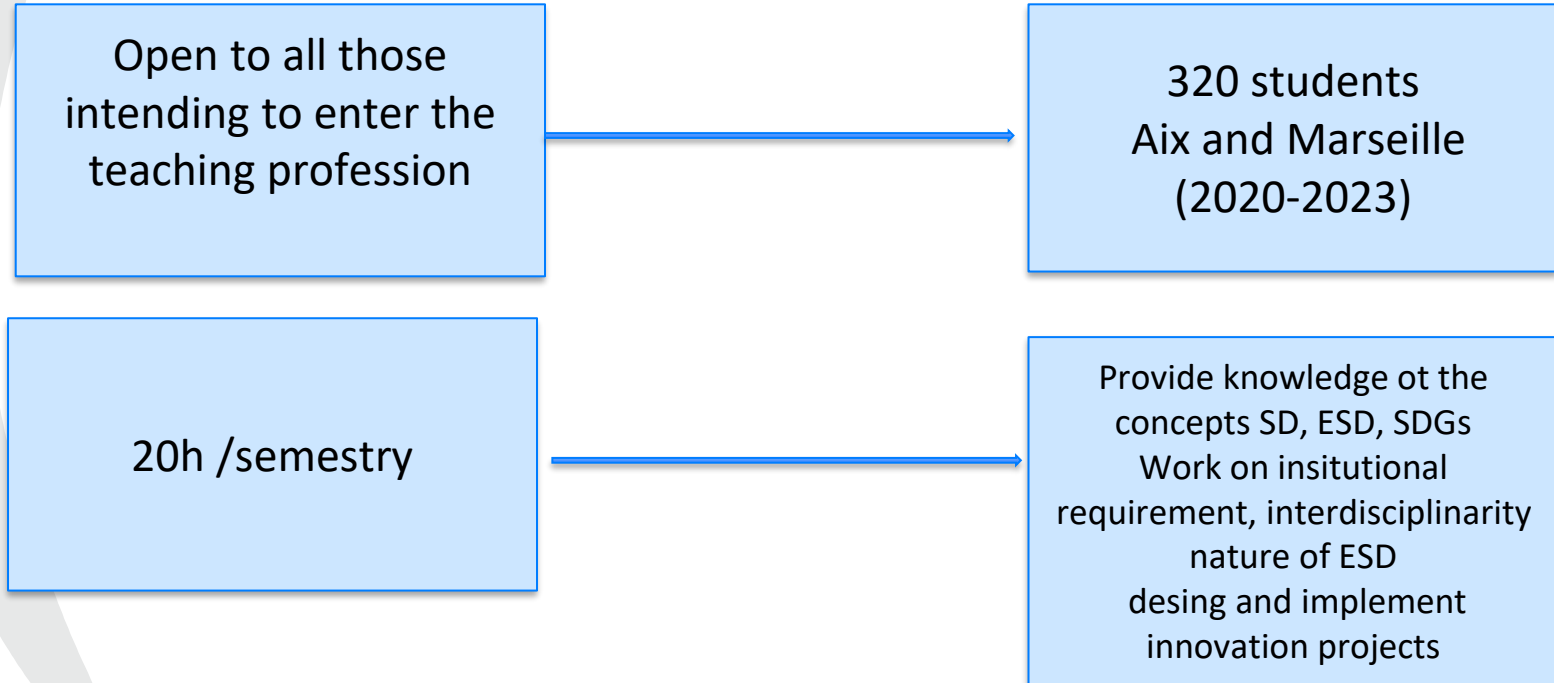 Open to all those
intending to enter the
teaching profession
320 students
Aix and Marseille
(2020-2023)
20h /semestry
Provide knowledge ot the
concepts SD, ESD, SDGs
Work on insitutional
requirement, interdisciplinarity
nature of ESD
desing and implement
innovation projects